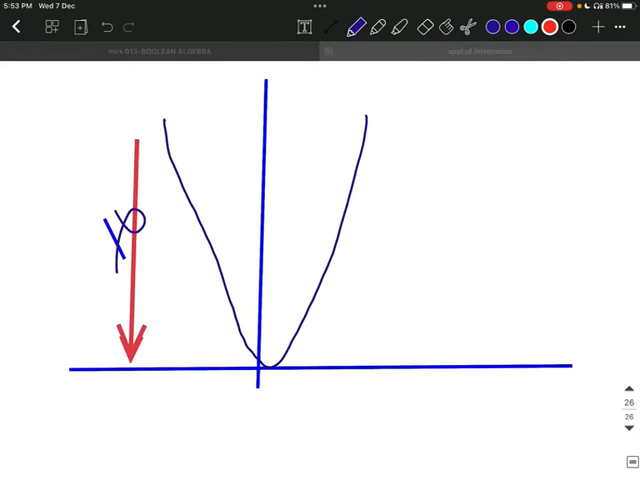 5:53 PM Wed 7 Dec
81%
mcs 013-BOOLEAN ALGEBRA
appl.of integration
26
26